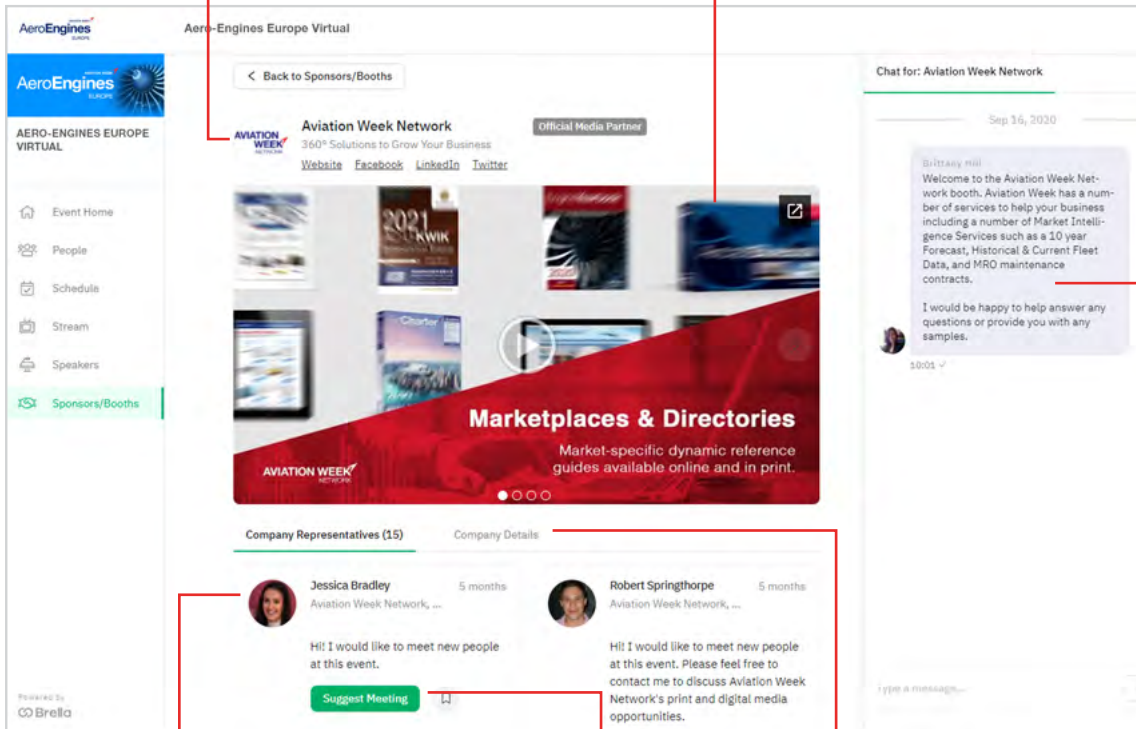 AeroEngines
EUROPE
Aero-Engines Europe Virtual
AeroEngines
EUROPE
AERO-ENGINES EUROPE
VIRTUAL
Event Home
People
Schedule
Stream
Speakers
Sponsors/Booths
Powered by
Brella
< Back to Sponsors/Booths
AVIATION
WEEK
NETWORK
Aviation Week Network
Official Media Partner
360° Solutions to Grow Your Business
Website Facebook LinkedIn Twitter
2021
KWIK
Charter
2020
Marketplaces & Directories
Market-specific dynamic reference
guides available online and in print.
AVIATION WEEK
NETWORK
Company Representatives (15)
Company Details
Jessica Bradley
5 months
Aviation Week Network, ...
Hi! I would like to meet new people
at this event.
Suggest Meeting
Robert Springthorpe
5 months
Aviation Week Network, ...
Hi! I would like to meet new people
at this event. Please feel free to
contact me to discuss Aviation Week
Network's print and digital media
opportunities.
Chat for: Aviation Week Network
Sep 16, 2020
Brittany Hill
Welcome to the Aviation Week Net-
work booth. Aviation Week has a num-
ber of services to help your business
including a number of Market Intelli-
gence Services such as a 10 year
Forecast, Historical & Current Fleet
Data, and MRO maintenance
contracts.
I would be happy to help answer any
questions or provide you with any
samples.
10:01
Type a message...